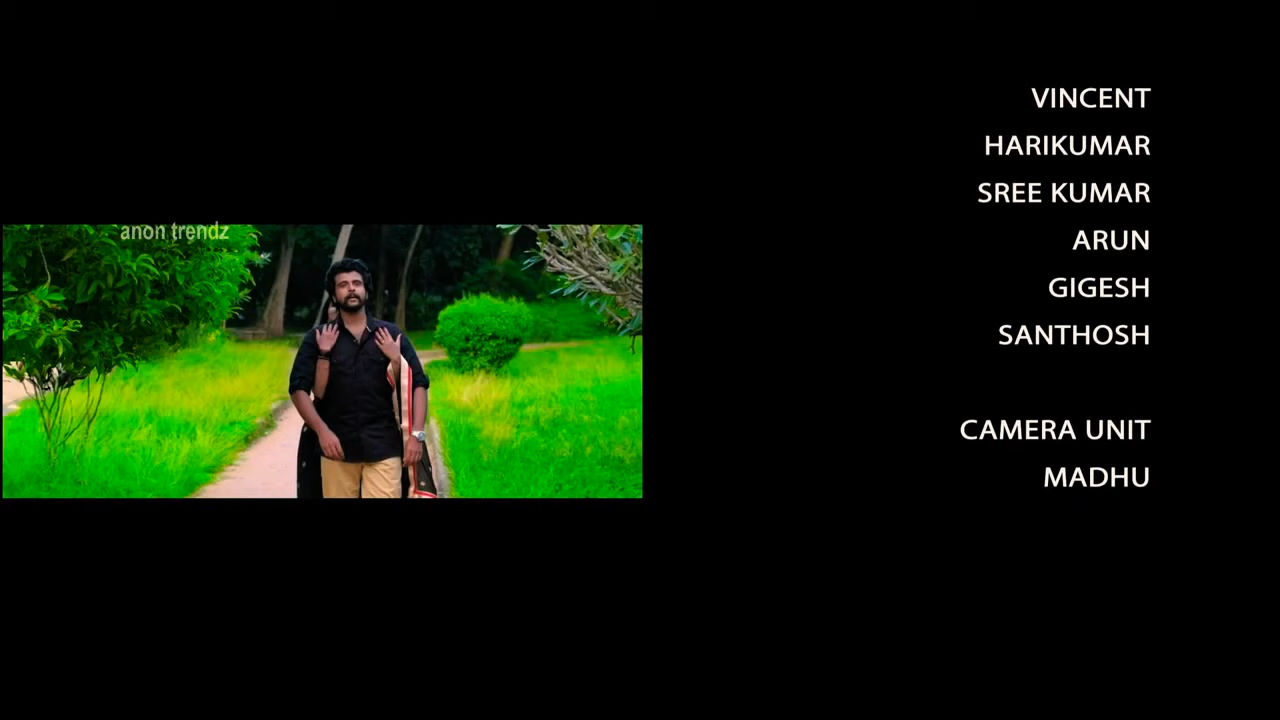 VINCENT
HARIKUMAR
SREE KUMAR
ARUN
GIGESH
SANTHOSH
CAMERA UNIT
MADHU
anon trendz